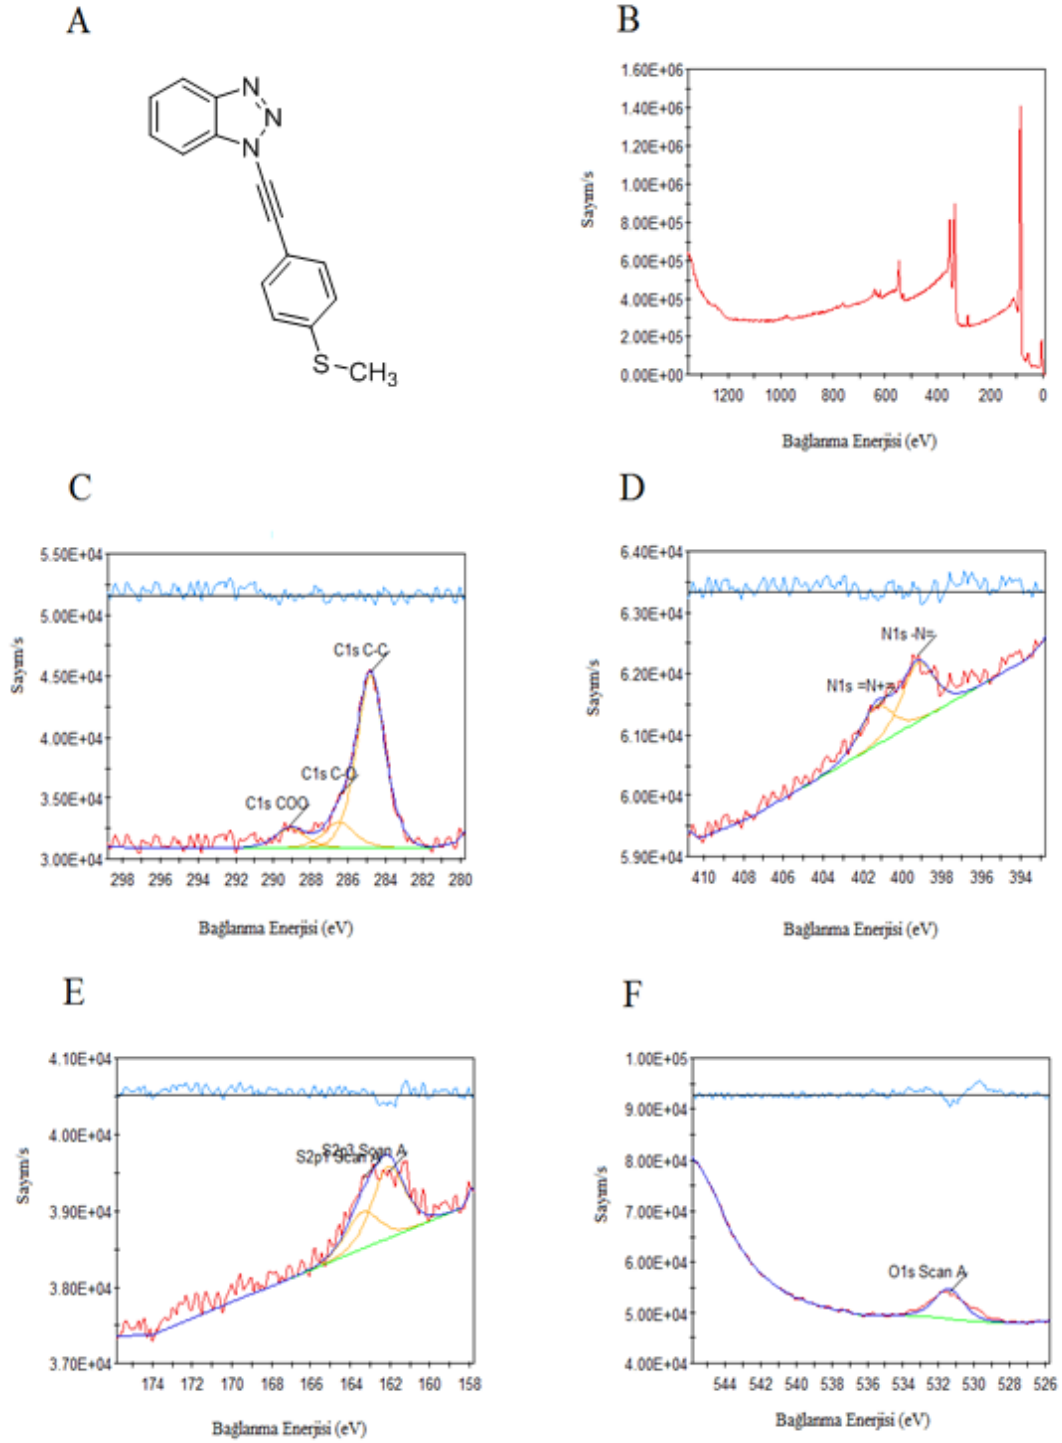 A
N
N
N
S
CH3
B
1.60E+06
1.40E+06
1.20E+06
1.00E+06
8.00E+05
6.00E+05
4.00E+05
2.00E+05
0.00E+00
Sayım/s
1200 1000 800 600 400 200 0
Bağlanma Enerjisi (eV)
C
5.50E+04
5.00E+04
4.50E+04
4.00E+04
3.50E+04
3.00E+04
Sayım/s
C1s C-C
C1s C-O
C1s COO
298 296 294 292 290 288 286 284 282 280
Bağlanma Enerjisi (eV)
D
6.40E+04
6.30E+04
6.20E+04
6.10E+04
6.00E+04
5.90E+04
Sayım/s
N1s -N=
N1s =N+=
410 408 406 404 402 400 398 396 394
Bağlanma Enerjisi (eV)
E
4.10E+04
4.00E+04
3.90E+04
3.80E+04
3.70E+04
Sayım/s
S2p3 Scan A
S2p1 Scan A
174 172 170 168 166 164 162 160 158
Bağlanma Enerjisi (eV)
F
1.00E+05
9.00E+04
8.00E+04
7.00E+04
6.00E+04
5.00E+04
4.00E+04
Sayım/s
O1s Scan A
544 542 540 538 536 534 532 530 528 526
Bağlanma Enerjisi (eV)